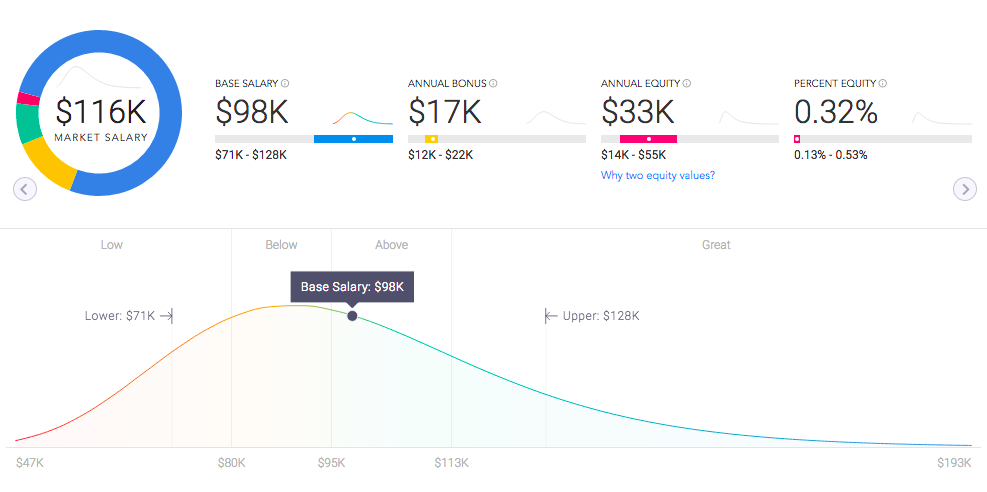 $116K
MARKET SALARY
BASE SALARY
$98K
$71K - $128K
ANNUAL BONUS
$17K
$12K - $22K
ANNUAL EQUITY
$33K
$14K - $55K
Why two equity values?
PERCENT EQUITY
0.32%
0.13% - 0.53%
Low
Below
Above
Great
Base Salary: $98K
Lower: $71K
Upper: $128K
$47K
$80K
$95K
$113K
$193K